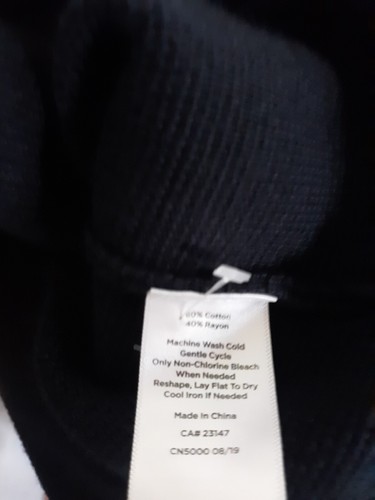 60% Cotton
40% Rayon
Machine Wash Cold
Gentle Cycle
Only Non-Chlorine Bleach
When Needed
Reshape, Lay Flat To Dry
Cool Iron If Needed
Made In China
CA# 23147
CN5000 08/19